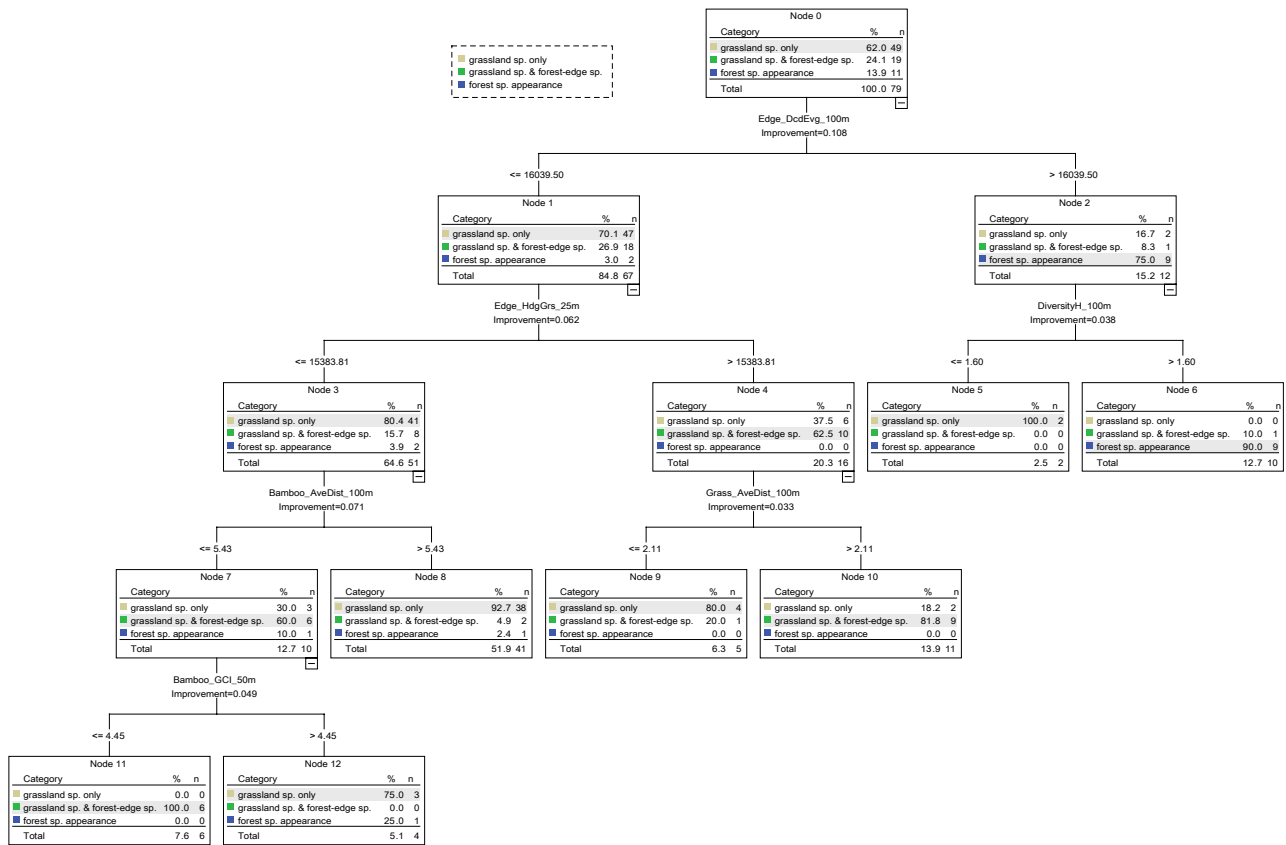 Node 0
Category % n
grassland sp. only 62.0 49
grassland sp. & forest-edge sp. 24.1 19
forest sp. appearance 13.9 11
Total 100.0 79
grassland sp. only
grassland sp. & forest-edge sp.
forest sp. appearance
Edge_DcdEvg_100m
Improvement=0.108
<= 16039.50 > 16039.50
Node 1
Category % n
grassland sp. only 70.1 47
grassland sp. & forest-edge sp. 26.9 18
forest sp. appearance 3.0 2
Total 84.8 67
Node 2
Category % n
grassland sp. only 16.7 2
grassland sp. & forest-edge sp. 8.3 1
forest sp. appearance 75.0 9
Total 15.2 12
Edge_HdgGrs_25m
Improvement=0.062
DiversityH_100m
Improvement=0.038
<= 15383.81 > 15383.81 <= 1.60 > 1.60
Node 3
Category % n
grassland sp. only 80.4 41
grassland sp. & forest-edge sp. 15.7 8
forest sp. appearance 3.9 2
Total 64.6 51
Node 4
Category % n
grassland sp. only 37.5 6
grassland sp. & forest-edge sp. 62.5 10
forest sp. appearance 0.0 0
Total 20.3 16
Node 5
Category % n
grassland sp. only 100.0 2
grassland sp. & forest-edge sp. 0.0 0
forest sp. appearance 0.0 0
Total 2.5 2
Node 6
Category % n
grassland sp. only 0.0 0
grassland sp. & forest-edge sp. 10.0 1
forest sp. appearance 90.0 9
Total 12.7 10
Bamboo_AveDist_100m
Improvement=0.071
Grass_AveDist_100m
Improvement=0.033
<= 5.43 > 5.43 <= 2.11 > 2.11
Node 7
Category % n
grassland sp. only 30.0 3
grassland sp. & forest-edge sp. 60.0 6
forest sp. appearance 10.0 1
Total 12.7 10
Node 8
Category % n
grassland sp. only 92.7 38
grassland sp. & forest-edge sp. 4.9 2
forest sp. appearance 2.4 1
Total 51.9 41
Node 9
Category % n
grassland sp. only 80.0 4
grassland sp. & forest-edge sp. 20.0 1
forest sp. appearance 0.0 0
Total 6.3 5
Node 10
Category % n
grassland sp. only 18.2 2
grassland sp. & forest-edge sp. 81.8 9
forest sp. appearance 0.0 0
Total 13.9 11
Bamboo_GCI_50m
Improvement=0.049
<= 4.45 > 4.45
Node 11
Category % n
grassland sp. only 0.0 0
grassland sp. & forest-edge sp. 100.0 6
forest sp. appearance 0.0 0
Total 7.6 6
Node 12
Category % n
grassland sp. only 75.0 3
grassland sp. & forest-edge sp. 0.0 0
forest sp. appearance 25.0 1
Total 5.1 4